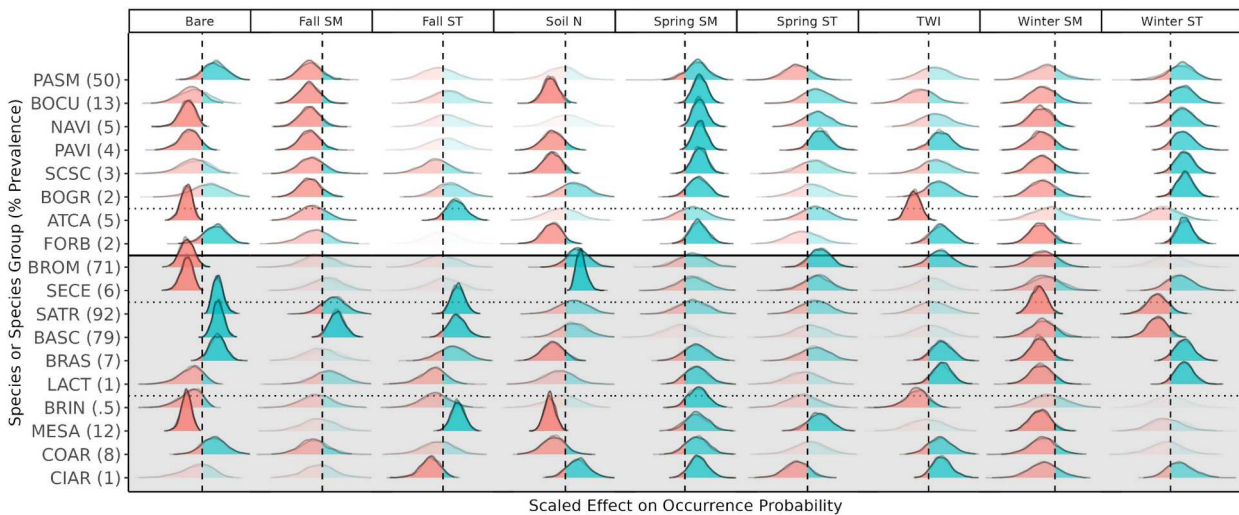 Bare Fall SM Fall ST Soil N Spring SM Spring ST TWI Winter SM Winter ST
Species or Species Group (% Prevalence)
PASM (50)
BOCU (13)
NAVI (5)
PAVI (4)
SCSC (3)
BOGR (2)
ATCA (5)
FORB (2)
BROM (71)
SECE (6)
SATR (92)
BASC (79)
BRAS (7)
LACT (1)
BRIN (.5)
MESA (12)
COAR (8)
CIAR (1)
Scaled Effect on Occurrence Probability